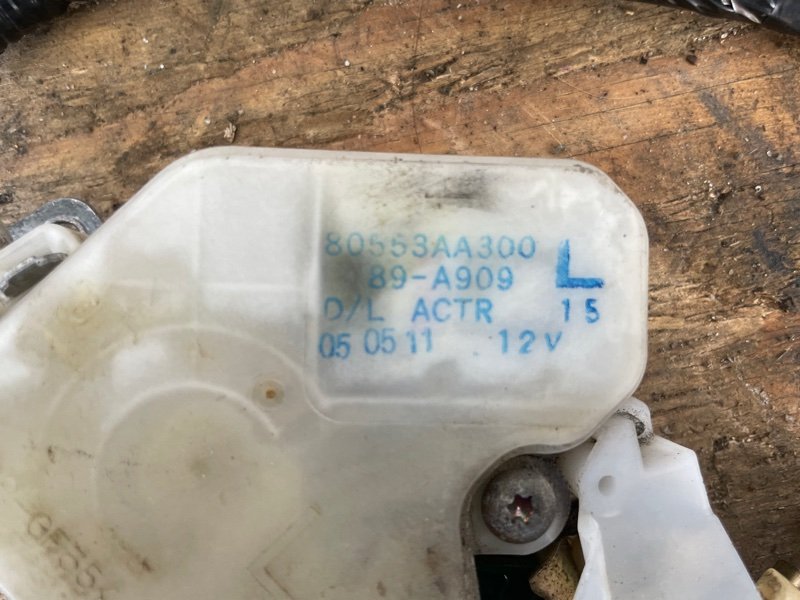 80553AA300
89-A909 L
D/L ACTR 15
05 05 11 12V